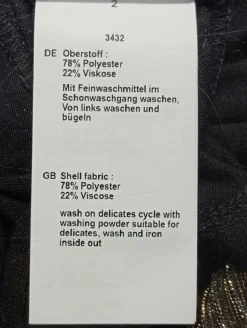 2
3432
DE Oberstoff :
78% Polyester
22% Viskose
Mit Feinwaschmittel im
Schonwaschgang waschen,
Von links waschen und
bügeln
GB Shell fabric :
78% Polyester
22% Viscose
wash on delicates cycle with
washing powder suitable for
delicates, wash and iron
inside out